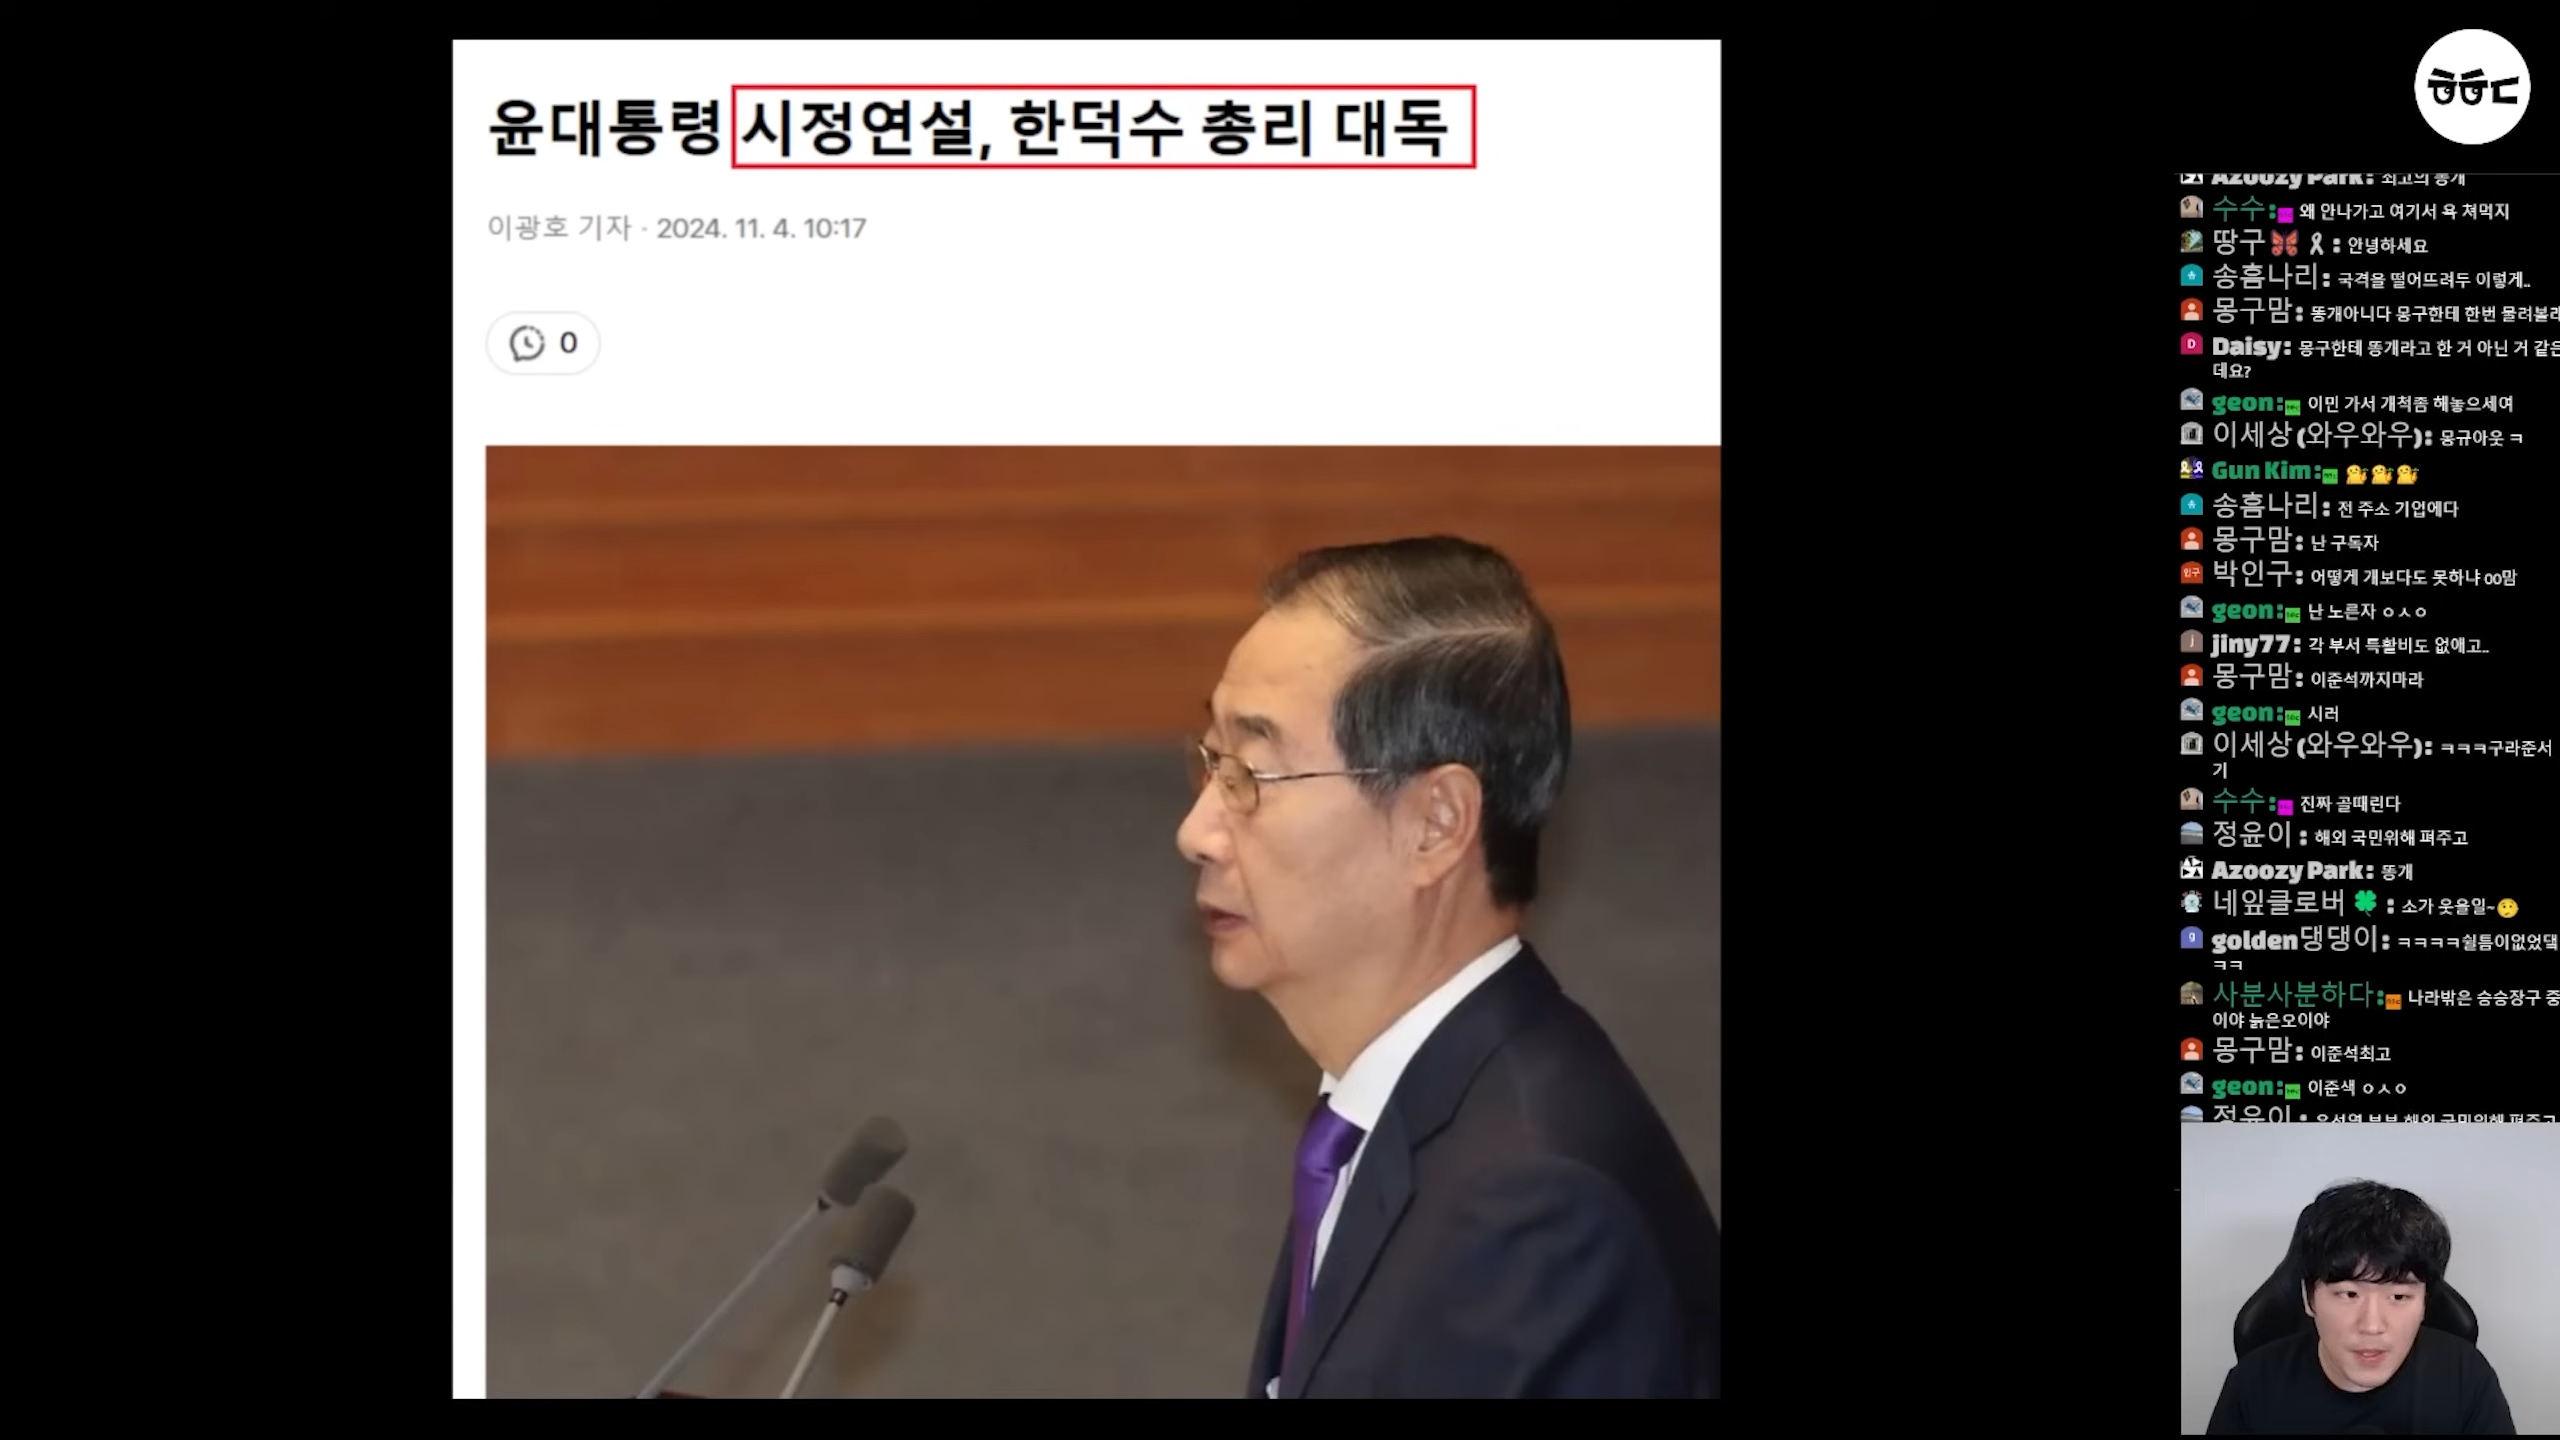 윤대통령 시정연설, 한덕수 총리 대독
이광호 기자 · 2024. 11. 4. 10:17
0
ㅎㅎㄷ
Azoozy Park: 최고의 똥개
수수: 왜 안나가고 여기서 욕 쳐먹지
땅구🦋🎗: 안녕하세요
송흠나리: 국격을 떨어뜨려두 이렇게..
몽구맘: 똥개아니다 몽구한테 한번 물려볼래
Daisy: 몽구한테 똥개라고 한 거 아닌 거 같은
데요?
geon: 이민 가서 개척좀 해놓으세여
이세상(와우와우): 몽규아웃 ㅋ
Gun Kim:
송흠나리: 전 주소 기업에다
몽구맘: 난 구독자
박인구: 어떻게 개보다도 못하냐 oo맘
geon: 난 노른자 ㅇㅅㅇ
jiny77: 각 부서 특활비도 없애고..
몽구맘: 이준석까지마라
geon: 시러
이세상(와우와우): ㅋㅋㅋ구라준서
기
수수: 진짜 골때린다
정윤이 : 해외 국민위해 펴주고
Azoozy Park: 똥개
네잎클로버🍀 : 소가 웃을일~
golden댕댕이: ㅋㅋㅋㅋ쉴틈이없었댘
ㅋㅋ
사분사분하다: 나라밖은 승승장구 중
이야 늙은오이야
몽구맘: 이준석최고
geon: 이준색 ㅇㅅㅇ
정윤이 :